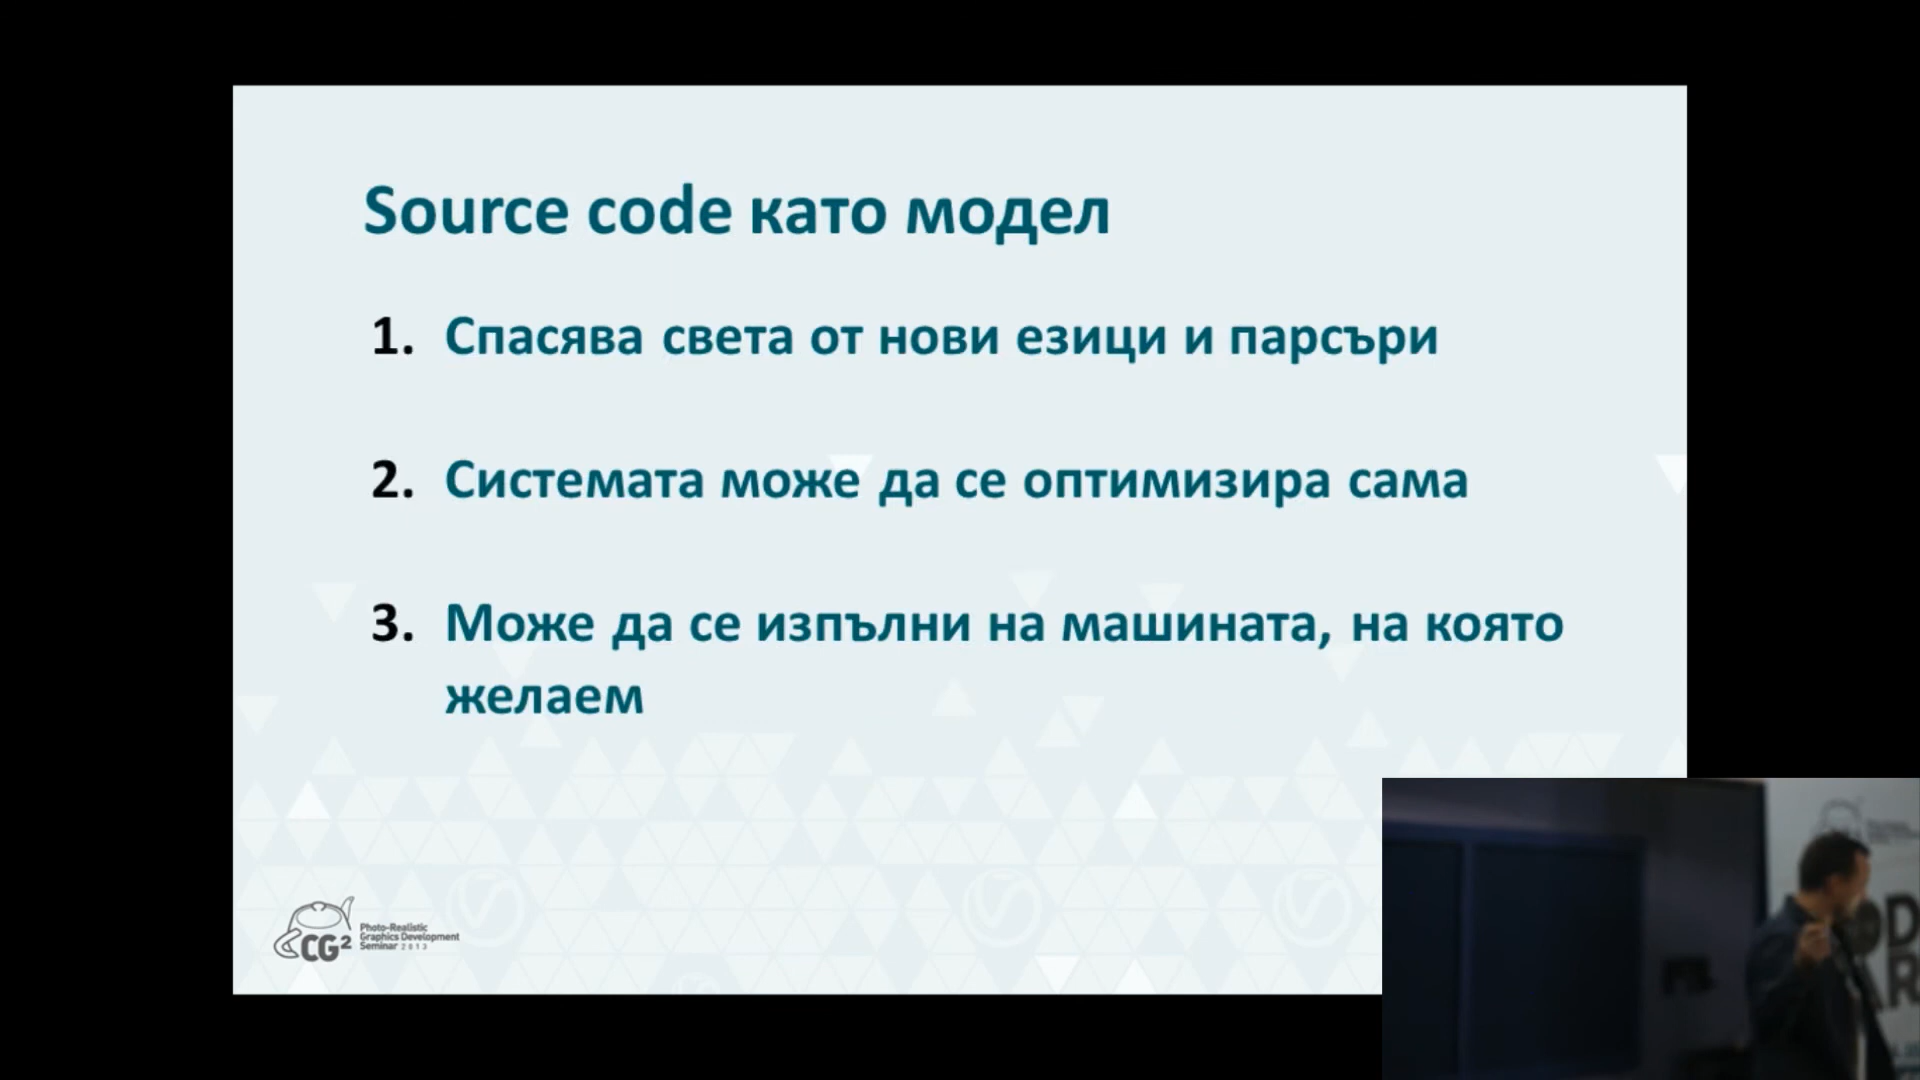 Source code като модел
1. Спасява света от нови езици и парсъри
2. Системата може да се оптимизира сама
3. Може да се изпълни на машината, на която
желаем
CG²
Photo-Realistic
Graphics Development
Seminar 2013